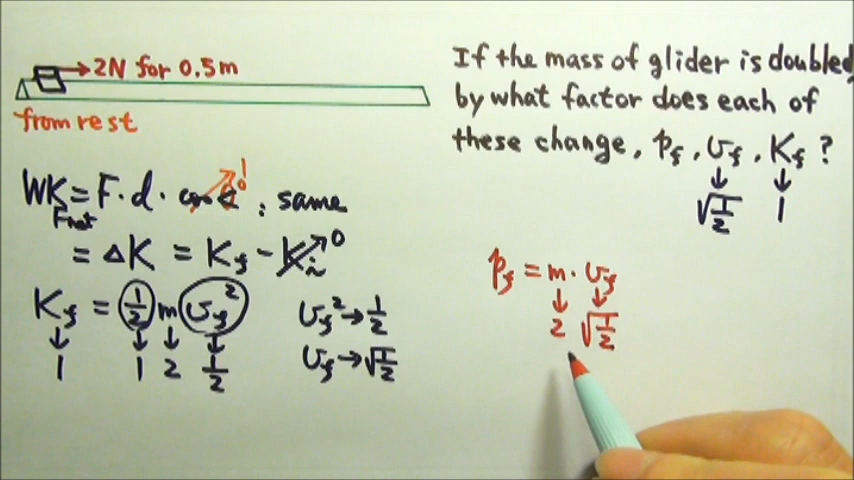 →2N for 0.5m
from rest
If the mass of glider is doubled
by what factor does each of
these change, pf, vf, Kf ?
↓ ↓
√1/2 1
WK = F · d · cos θ → 1 : same
Fnet
= ΔK = Kf - Ki → 0
Kf = 1/2 m vf²
↓ ↓ ↓ ↓
1 1 2 1/2
vf² → 1/2
vf → √1/2
pf = m · vf
↓ ↓
2 √1/2